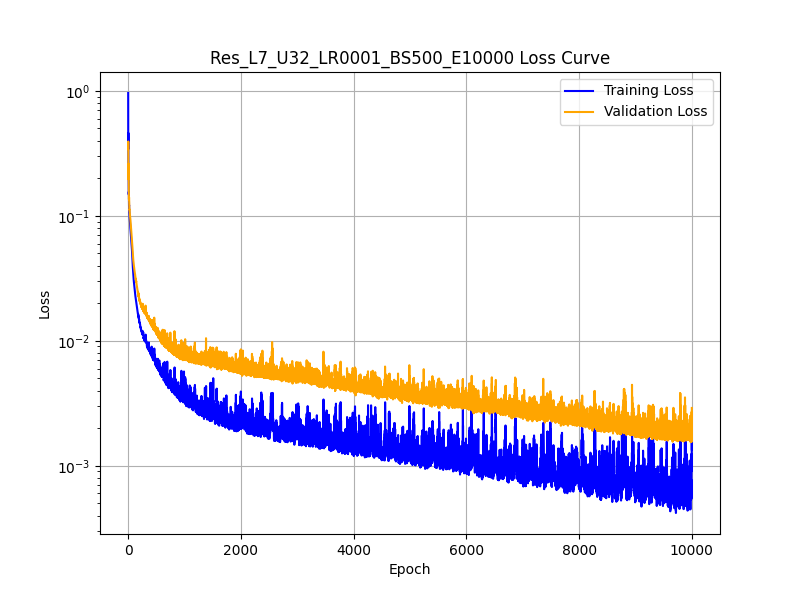 Res_L7_U32_LR0001_BS500_E10000 Loss Curve
Training Loss
Validation Loss
10⁰
10⁻¹
10⁻²
10⁻³
Loss
0
2000
4000
6000
8000
10000
Epoch